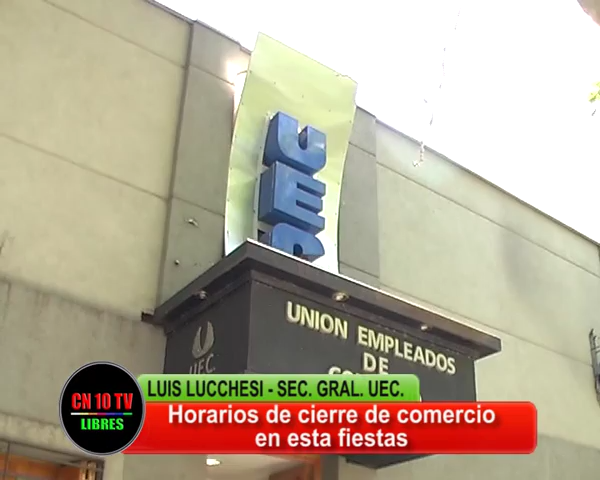 UEC
UNION EMPLEADOS
DE
U.E.C.
CN 10 TV
LIBRES
LUIS LUCCHESI - SEC. GRAL. UEC.
Horarios de cierre de comercio
en esta fiestas